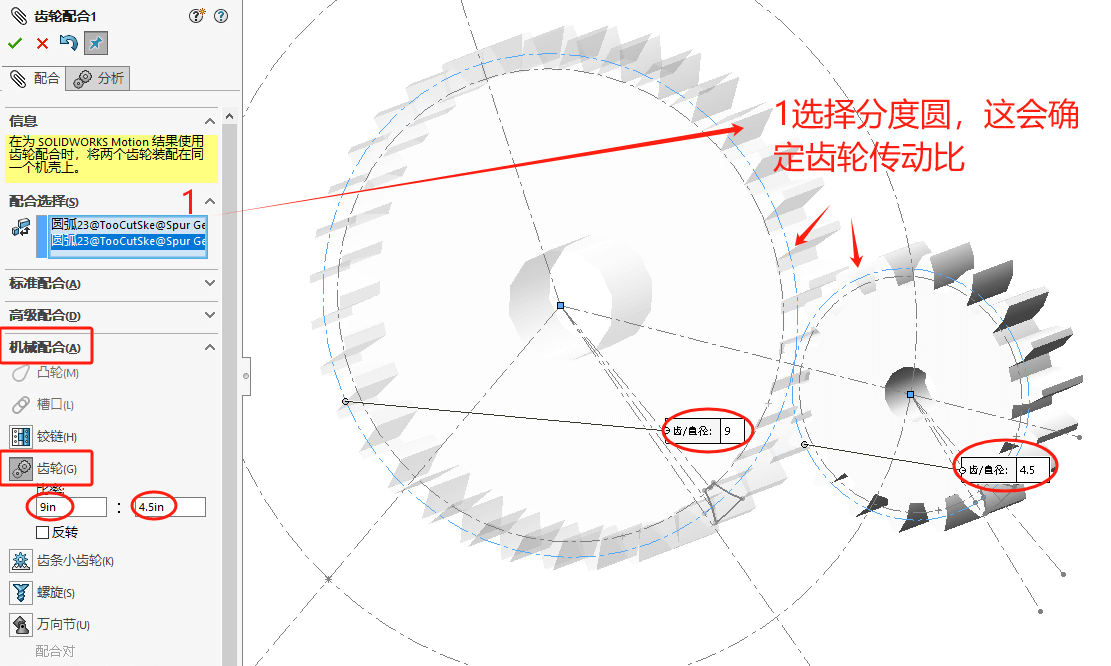 齿轮配合1
配合
分析
信息
在为 SOLIDWORKS Motion 结果使用
齿轮配合时，将两个齿轮装配在同
一个机壳上。
1
配合选择(S)
圆弧23@TooCutSke@Spur Ge
圆弧23@TooCutSke@Spur Ge
标准配合(A)
高级配合(D)
机械配合(A)
凸轮(M)
槽口(L)
铰链(H)
齿轮(G)
比率:
9in : 4.5in
反转
齿条小齿轮(K)
螺旋(S)
万向节(U)
配合对
1选择分度圆，这会确
定齿轮传动比
齿/直径: 9
齿/直径: 4.5